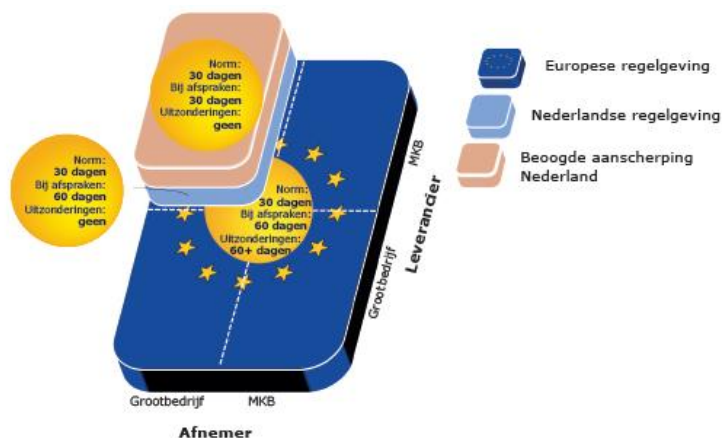 Norm:
30 dagen
Bij afspraken:
30 dagen
Uitzonderingen:
geen
Norm:
30 dagen
Bij afspraken:
60 dagen
Uitzonderingen:
geen
Norm:
30 dagen
Bij afspraken:
60 dagen
Uitzonderingen:
60+ dagen
MKB
Leverancier
Grootbedrijf
Grootbedrijf
MKB
Afnemer
Europese regelgeving
Nederlandse regelgeving
Beoogde aanscherping
Nederland